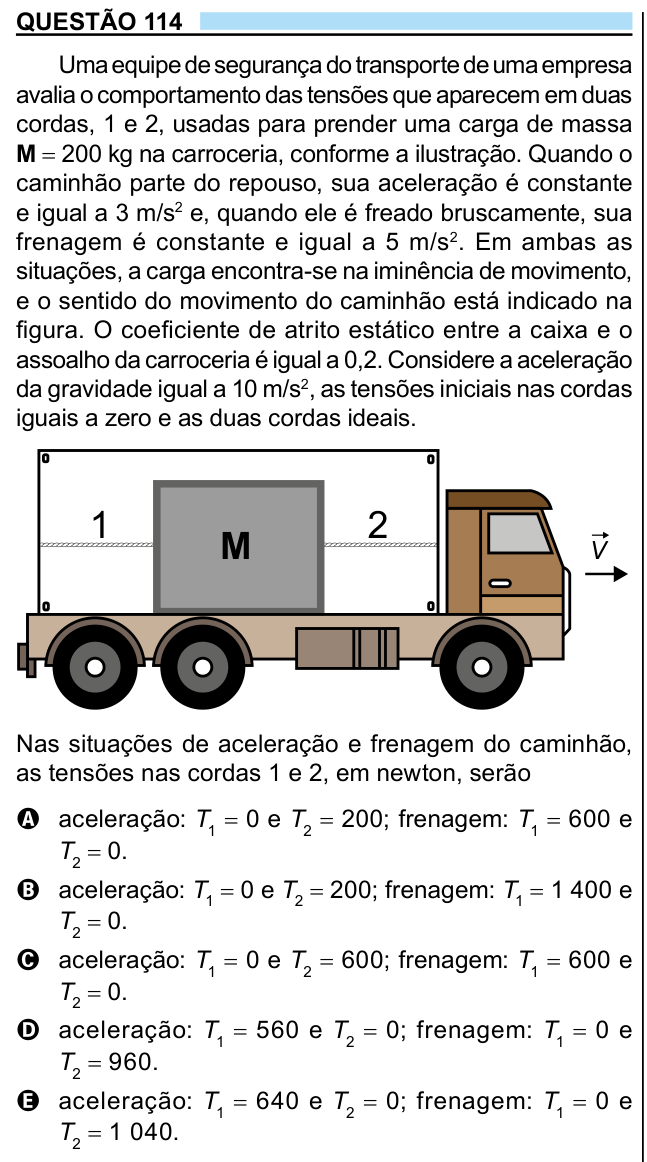 QUESTÃO 114
Uma equipe de segurança do transporte de uma empresa
avalia o comportamento das tensões que aparecem em duas
cordas, 1 e 2, usadas para prender uma carga de massa
M = 200 kg na carroceria, conforme a ilustração. Quando o
caminhão parte do repouso, sua aceleração é constante
e igual a 3 m/s² e, quando ele é freado bruscamente, sua
frenagem é constante e igual a 5 m/s². Em ambas as
situações, a carga encontra-se na iminência de movimento,
e o sentido do movimento do caminhão está indicado na
figura. O coeficiente de atrito estático entre a caixa e o
assoalho da carroceria é igual a 0,2. Considere a aceleração
da gravidade igual a 10 m/s², as tensões iniciais nas cordas
iguais a zero e as duas cordas ideais.
1 M 2
V⃗
Nas situações de aceleração e frenagem do caminhão,
as tensões nas cordas 1 e 2, em newton, serão
A aceleração: T₁ = 0 e T₂ = 200; frenagem: T₁ = 600 e
T₂ = 0.
B aceleração: T₁ = 0 e T₂ = 200; frenagem: T₁ = 1 400 e
T₂ = 0.
C aceleração: T₁ = 0 e T₂ = 600; frenagem: T₁ = 600 e
T₂ = 0.
D aceleração: T₁ = 560 e T₂ = 0; frenagem: T₁ = 0 e
T₂ = 960.
E aceleração: T₁ = 640 e T₂ = 0; frenagem: T₁ = 0 e
T₂ = 1 040.